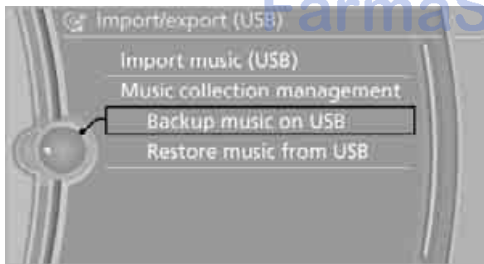 Import/export (USB)
Import music (USB)
Music collection management
Backup music on USB
Restore music from USB